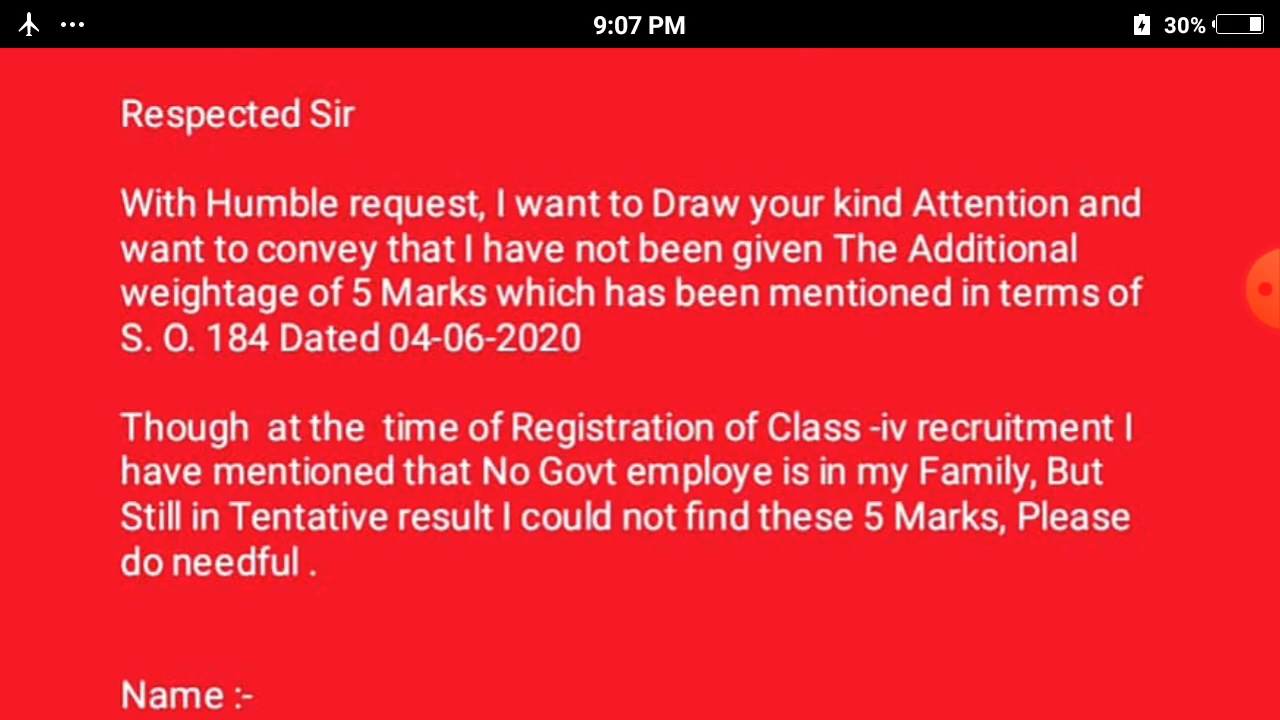 9:07 PM
30%
Respected Sir
With Humble request, I want to Draw your kind Attention and
want to convey that I have not been given The Additional
weightage of 5 Marks which has been mentioned in terms of
S. O. 184 Dated 04-06-2020
Though at the time of Registration of Class -iv recruitment I
have mentioned that No Govt employe is in my Family, But
Still in Tentative result I could not find these 5 Marks, Please
do needful .
Name :-